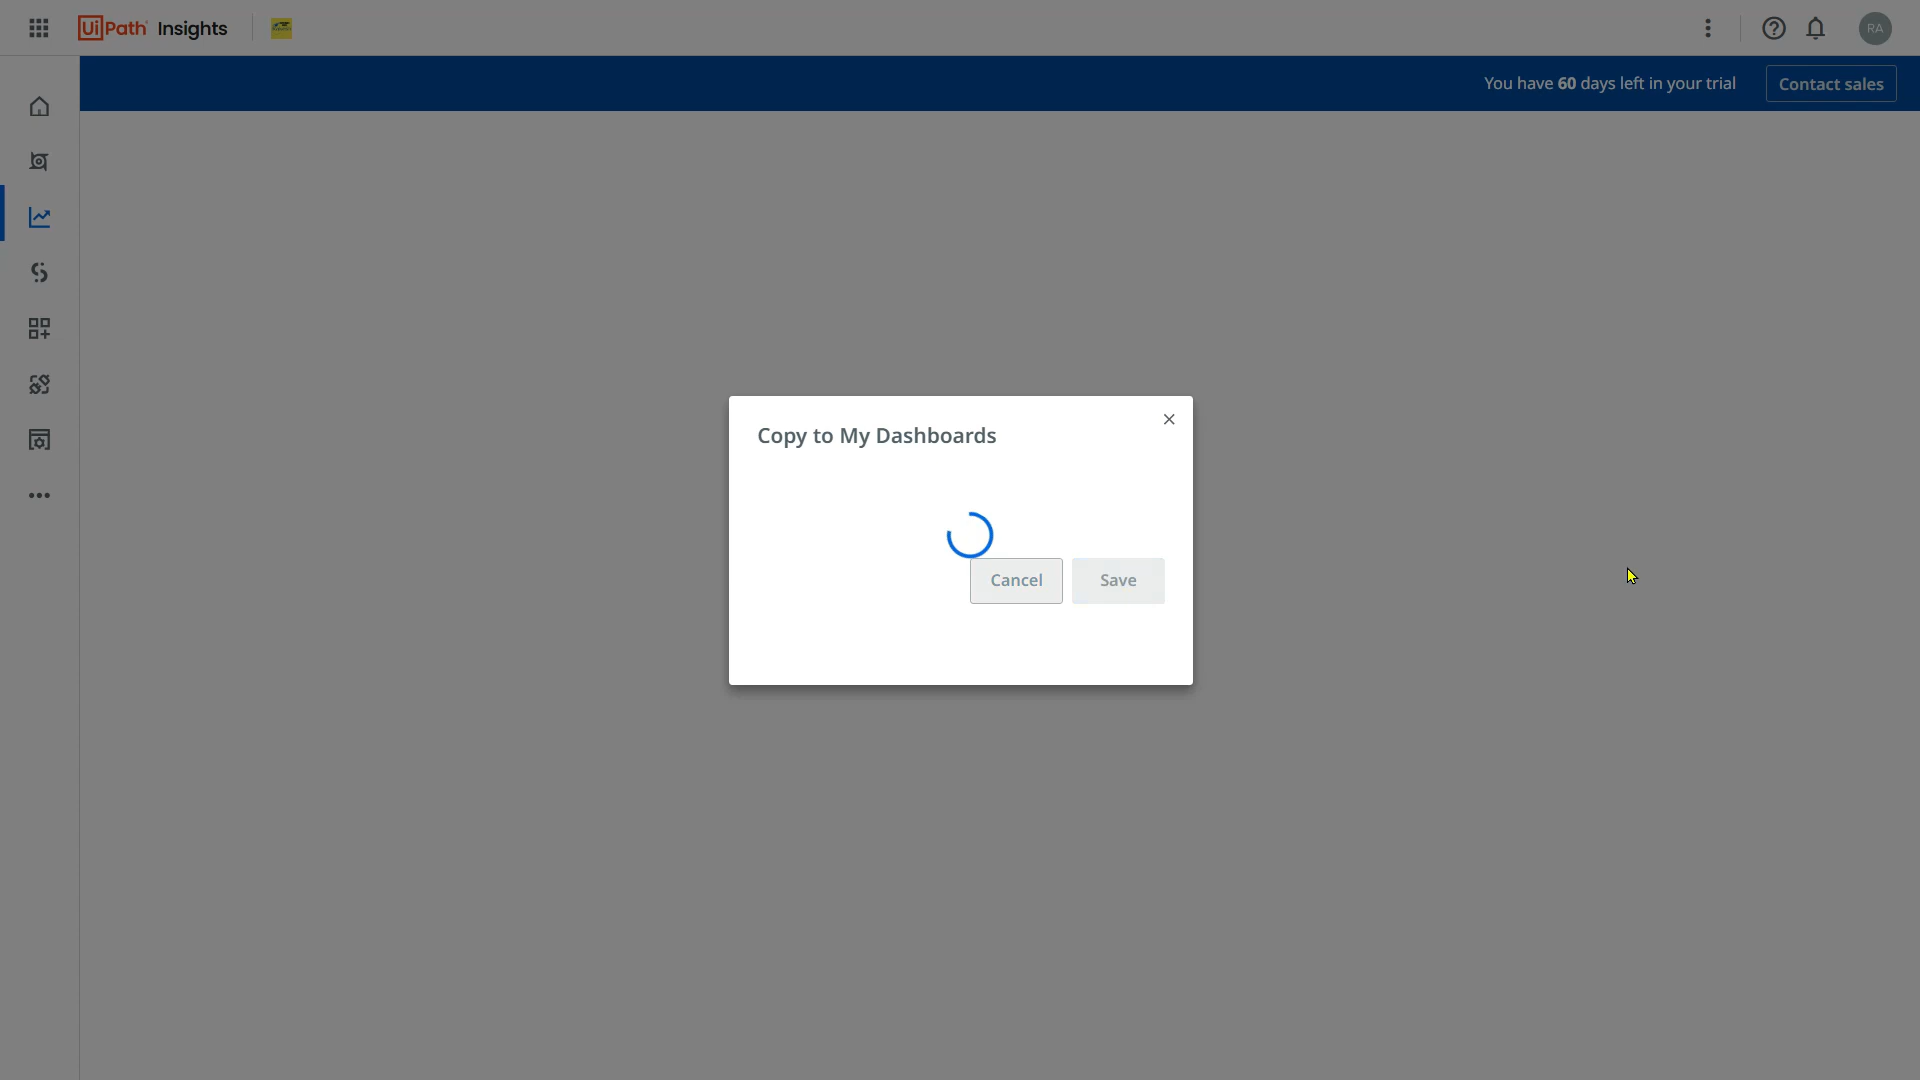 UiPath Insights
RA
You have 60 days left in your trial
Contact sales
Copy to My Dashboards
Cancel
Save